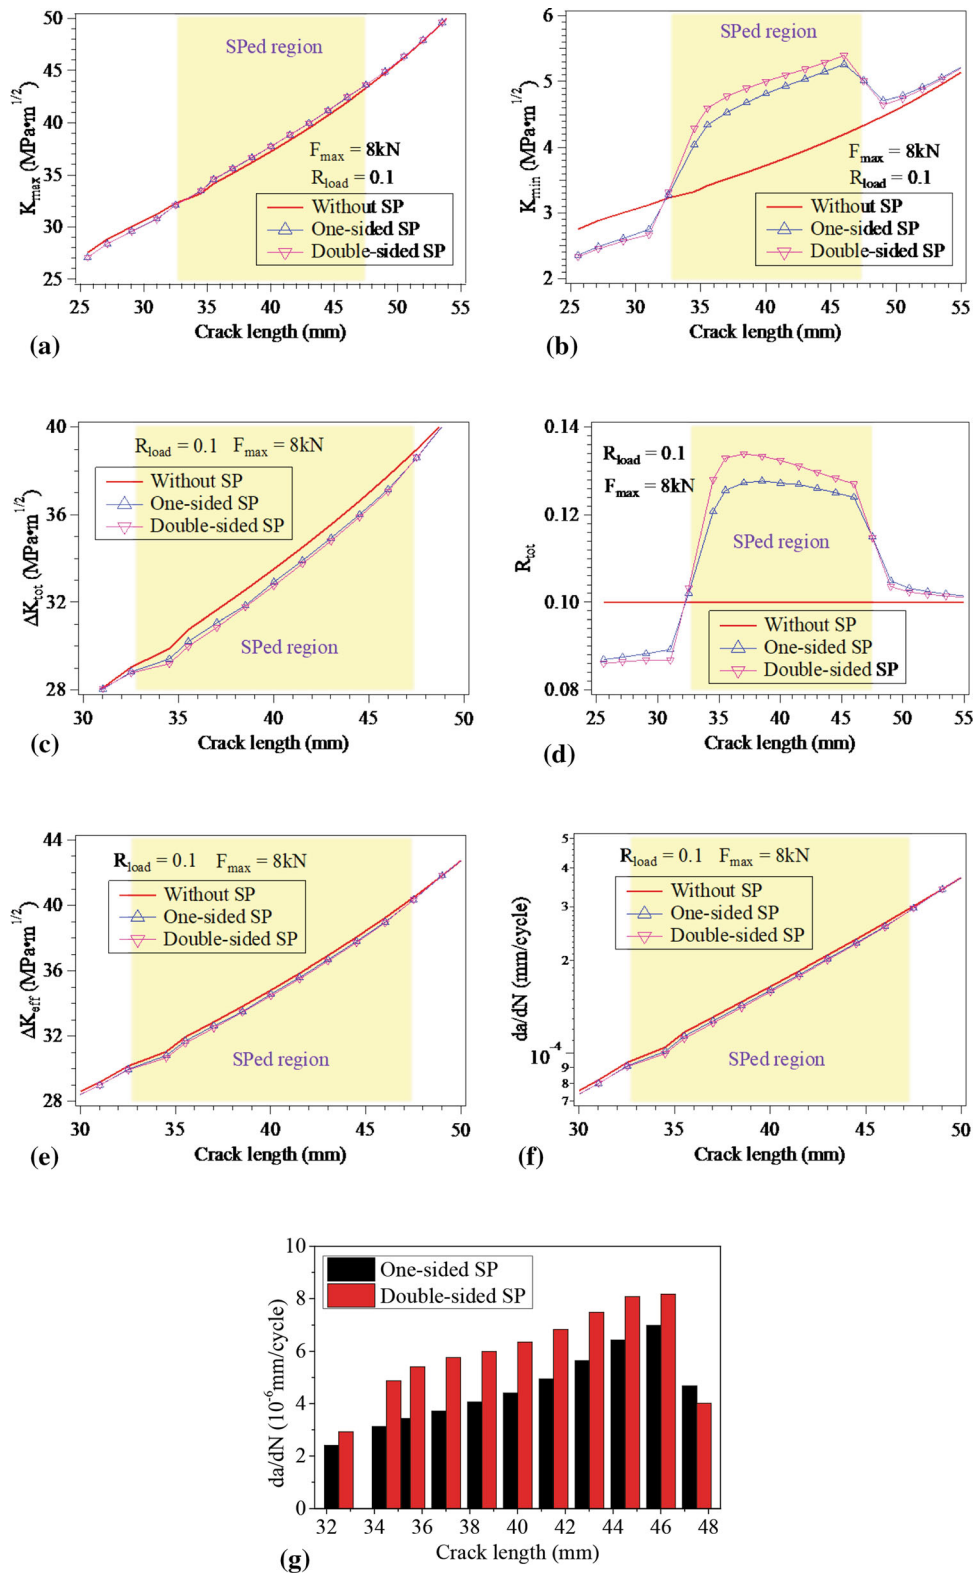 50
45
40
35
30
25
K_max (MPa•m^1/2)
SPed region
F_max = 8kN
R_load = 0.1
Without SP
One-sided SP
Double-sided SP
25 30 35 40 45 50 55
Crack length (mm)
(a)
6
5
4
3
2
K_min (MPa•m^1/2)
SPed region
F_max = 8kN
R_load = 0.1
Without SP
One-sided SP
Double-sided SP
25 30 35 40 45 50 55
Crack length (mm)
(b)
40
36
32
28
ΔK_tot (MPa•m^1/2)
R_load = 0.1 F_max = 8kN
Without SP
One-sided SP
Double-sided SP
SPed region
30 35 40 45 50
Crack length (mm)
(c)
0.14
0.12
0.10
0.08
R_tot
R_load = 0.1
F_max = 8kN
SPed region
Without SP
One-sided SP
Double-sided SP
25 30 35 40 45 50 55
Crack length (mm)
(d)
44
40
36
32
28
ΔK_eff (MPa•m^1/2)
R_load = 0.1 F_max = 8kN
Without SP
One-sided SP
Double-sided SP
SPed region
30 35 40 45 50
Crack length (mm)
(e)
5
4
3
2
10^-4
9
8
7
da/dN (mm/cycle)
R_load = 0.1 F_max = 8kN
Without SP
One-sided SP
Double-sided SP
SPed region
30 35 40 45 50
Crack length (mm)
(f)
10
8
6
4
2
0
da/dN (10^-6mm/cycle)
One-sided SP
Double-sided SP
32 34 36 38 40 42 44 46 48
Crack length (mm)
(g)